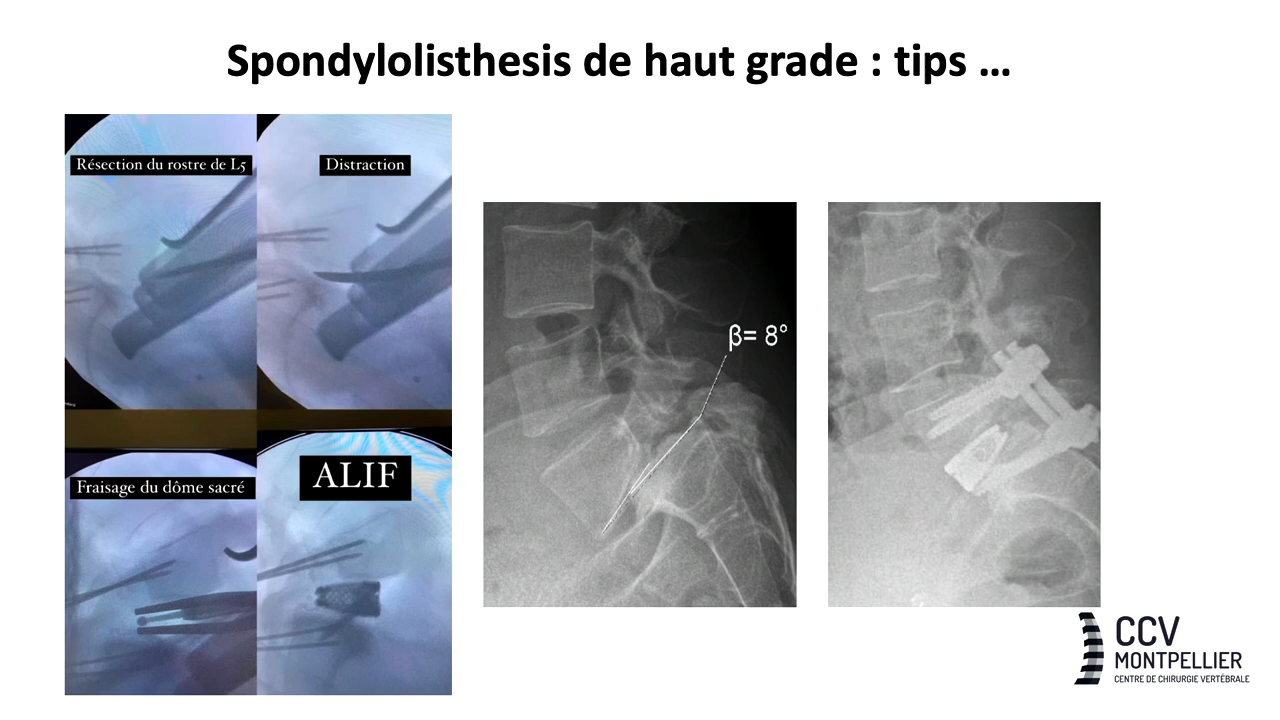 Spondylolisthesis de haut grade : tips ...
Résection du rostre de L5
Distraction
Fraisage du dôme sacré
ALIF
β= 8°
CCV
MONTPELLIER
CENTRE DE CHIRURGIE VERTÉBRALE